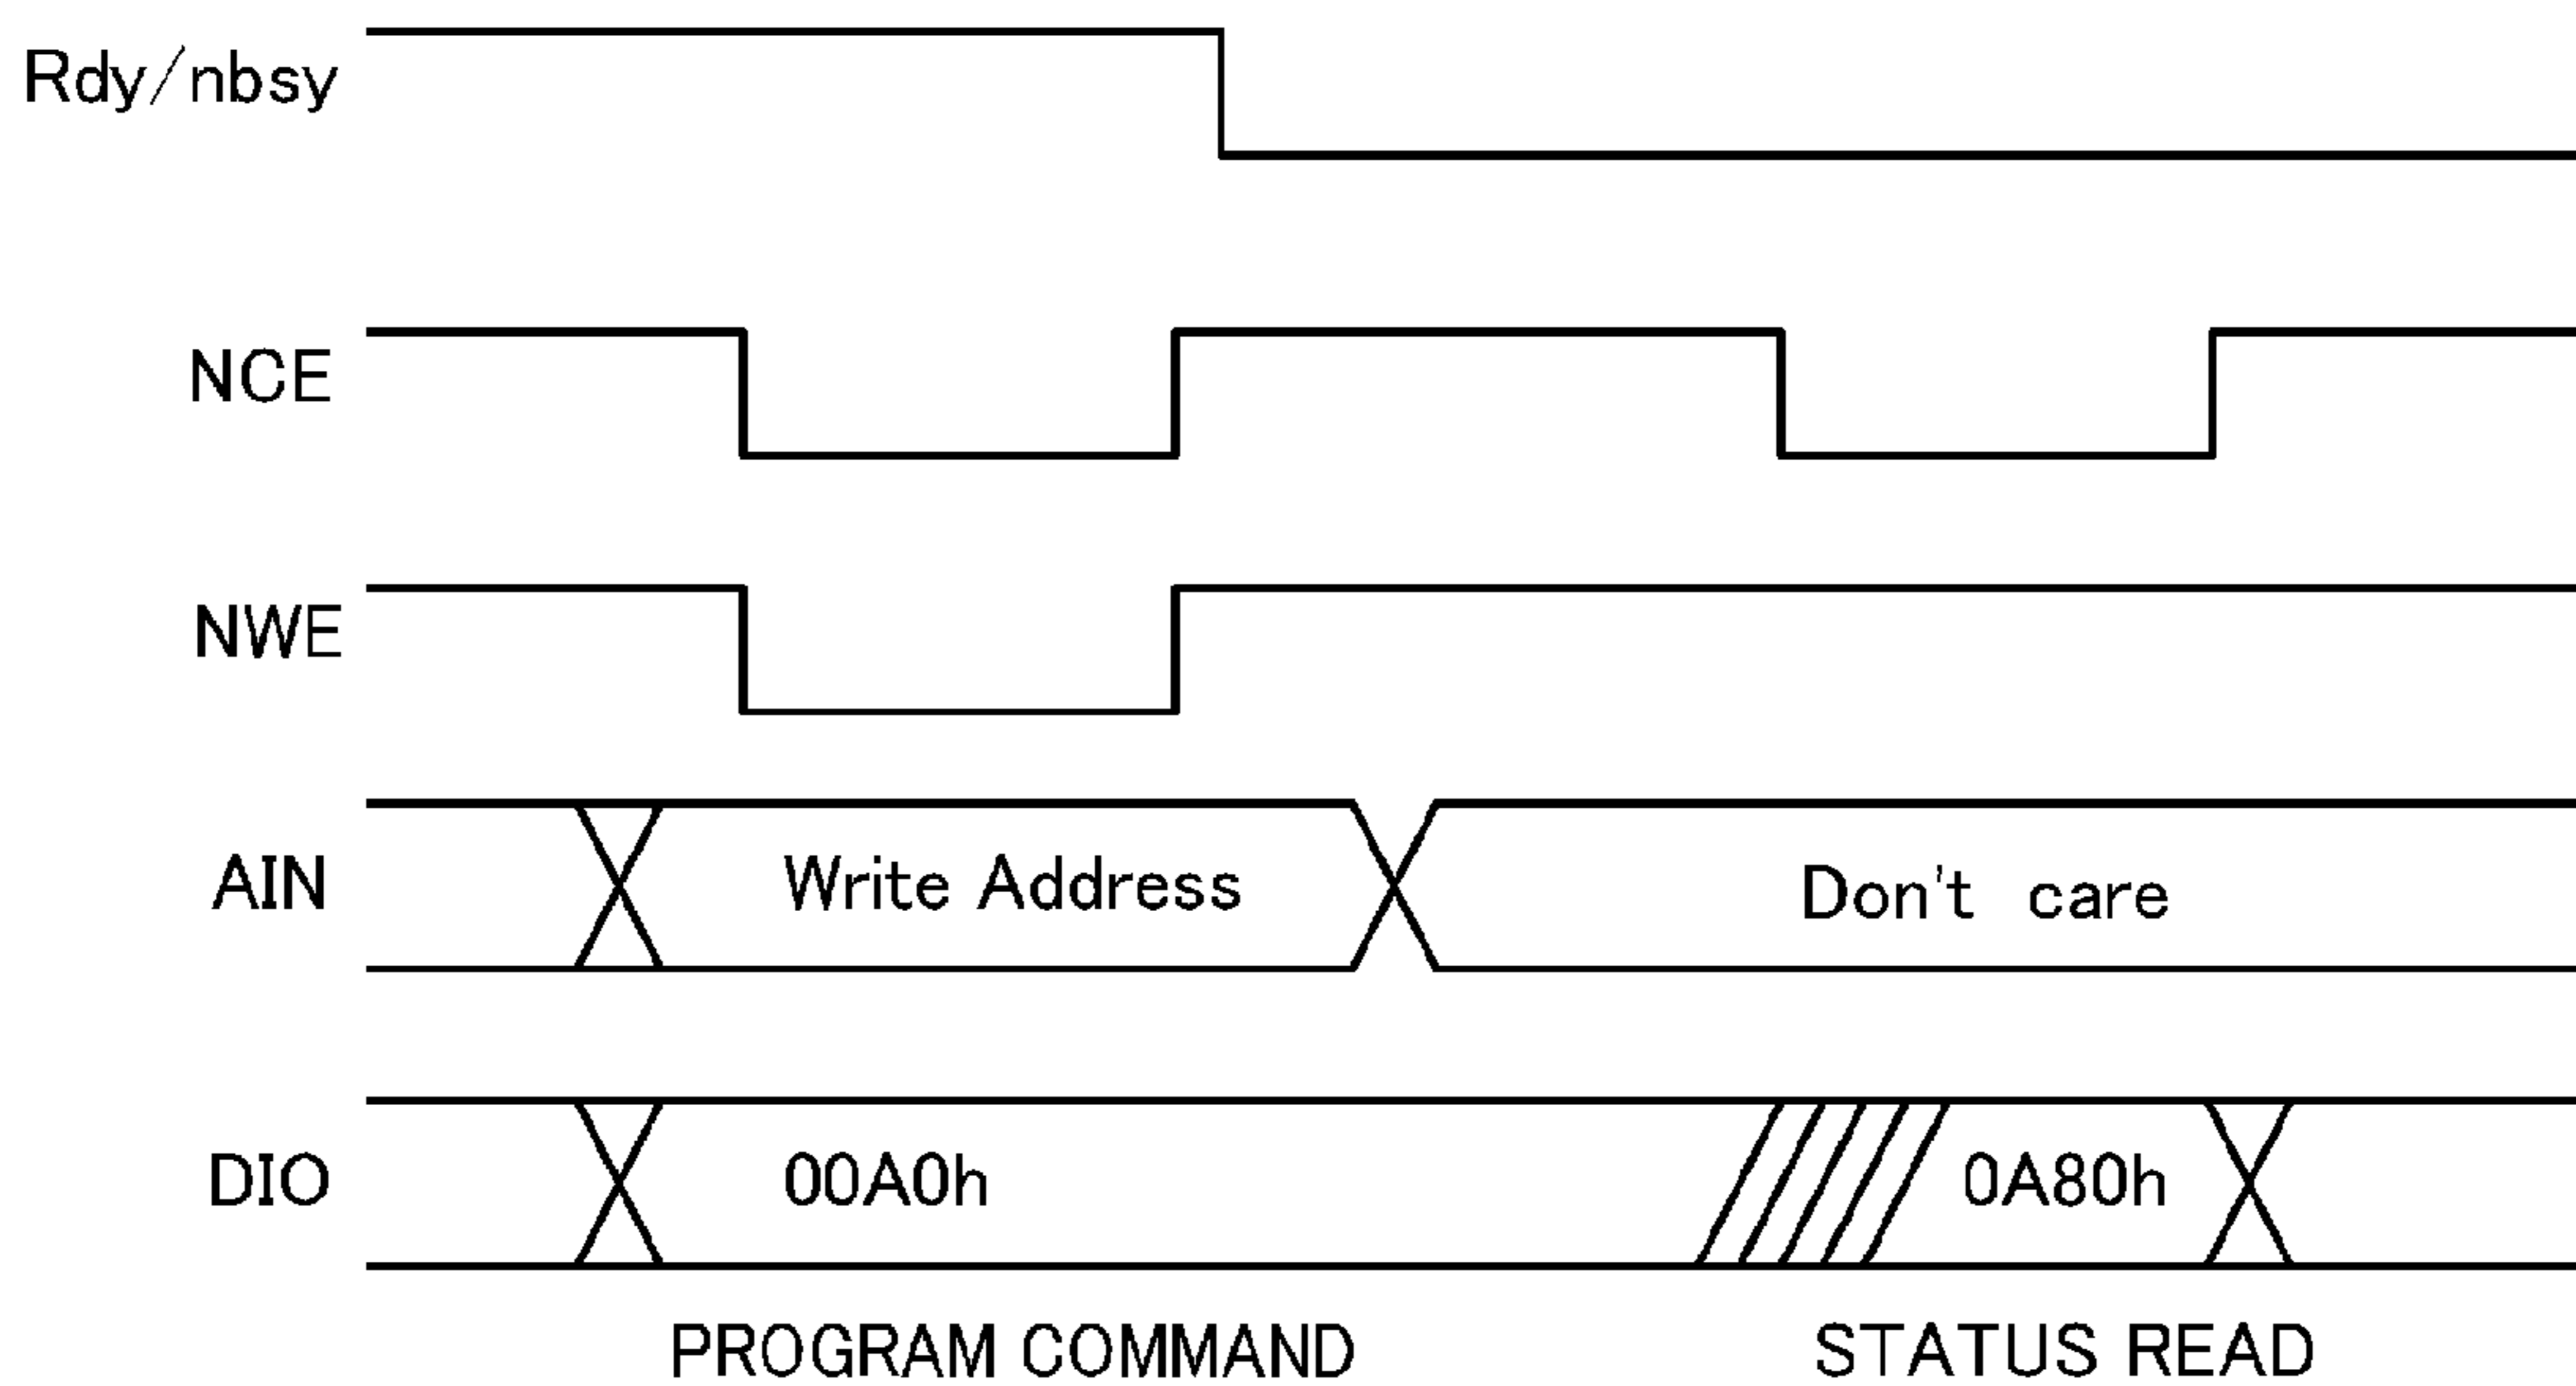 Rdy/nbsy
NCE
NWE
AIN Write Address Don't care
DIO 00A0h 0A80h
PROGRAM COMMAND STATUS READ